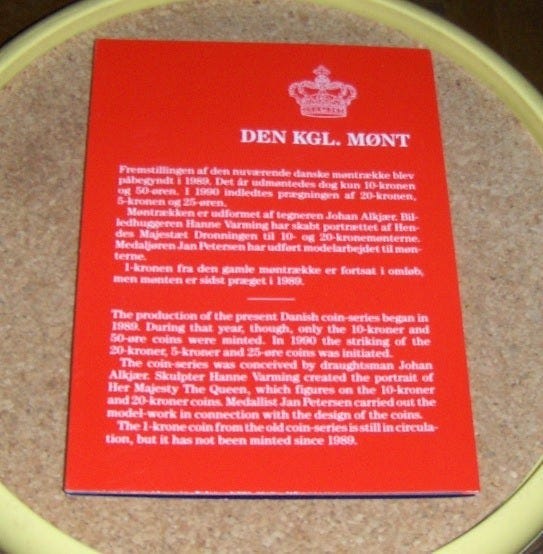 DEN KGL. MØNT
Fremstillingen af den nuværende danske møntrække blev
påbegyndt i 1989. Det år udmøntedes dog kun 10-kronen
og 50-øren. I 1990 indledtes prægningen af 20-kronen,
5-kronen og 25-øren.
Møntrækken er udformet af tegneren Johan Alkjær. Bil-
ledhuggeren Hanne Varming har skabt portrættet af Hen-
des Majestæt Dronningen til 10- og 20-kronemønterne.
Medaljøren Jan Petersen har udført modelarbejdet til møn-
terne.
1-kronen fra den gamle møntrække er fortsat i omløb,
men mønten er sidst præget i 1989.
The production of the present Danish coin-series began in
1989. During that year, though, only the 10-kroner and
50-øre coins were minted. In 1990 the striking of the
20-kroner, 5-kroner and 25-øre coins was initiated.
The coin-series was conceived by draughtsman Johan
Alkjær. Skulpter Hanne Varming created the portrait of
Her Majesty The Queen, which figures on the 10-kroner
and 20-kroner coins. Medallist Jan Petersen carried out the
model-work in connection with the design of the coins.
The 1-krone coin from the old coin-series is still in circula-
tion, but it has not been minted since 1989.